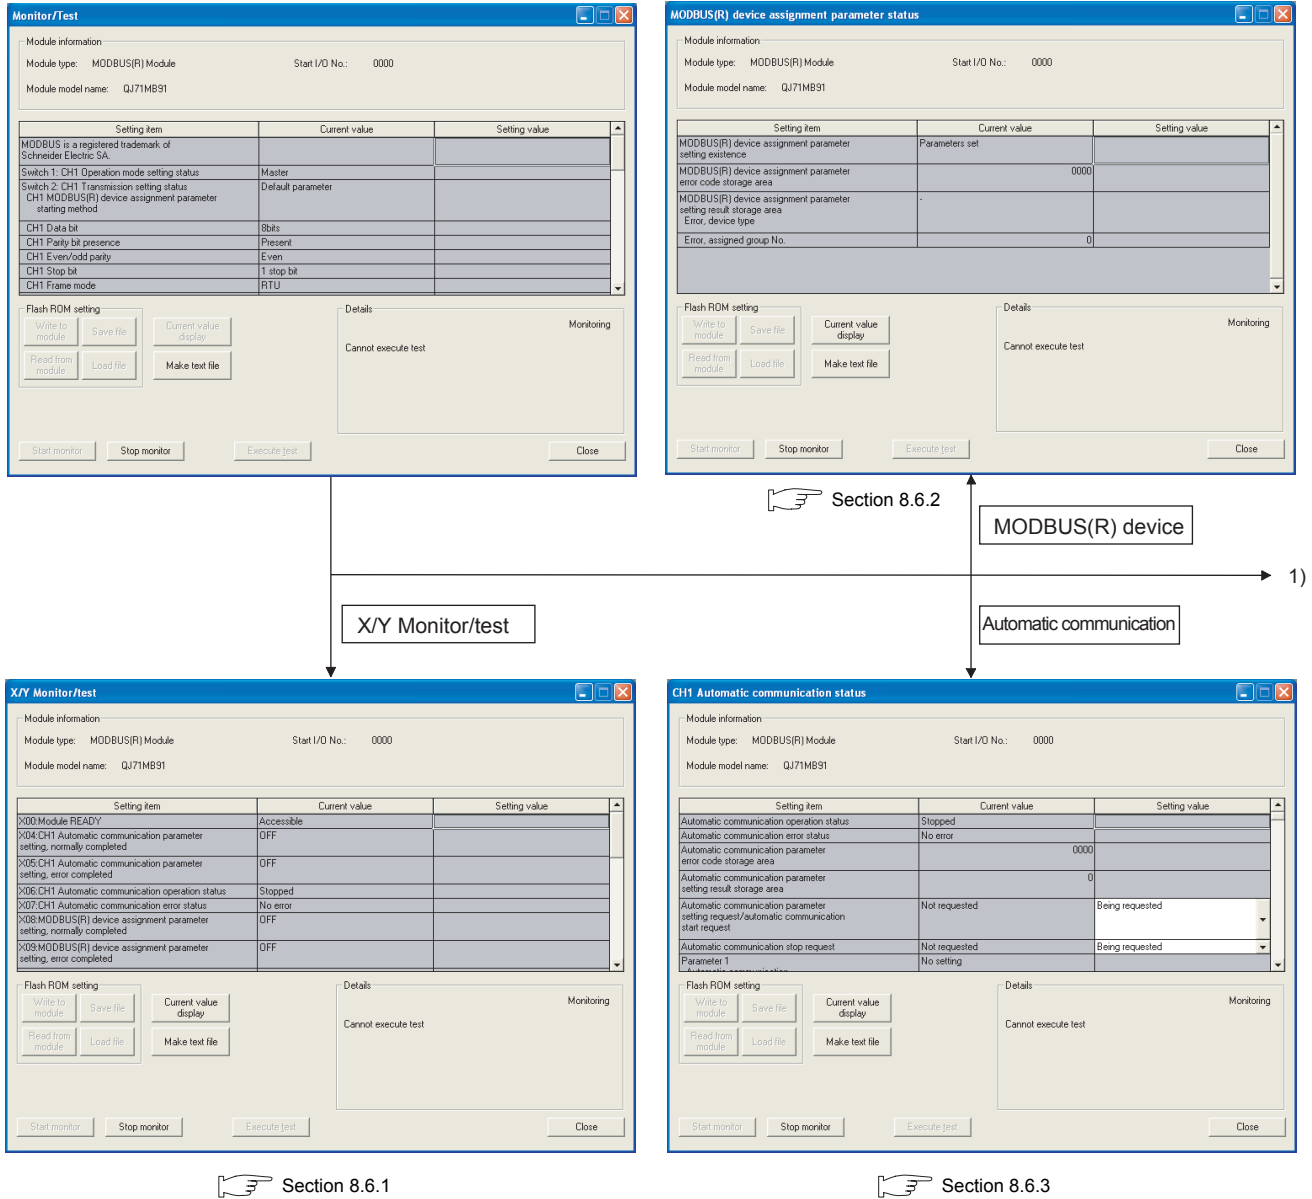 Monitor/Test
Module information
Module type: MODBUS(R) Module Start I/O No.: 0000
Module model name: QJ71MB91
Setting item Current value Setting value
MODBUS is a registered trademark of
Schneider Electric SA.
Switch 1: CH1 Operation mode setting status Master
Switch 2: CH1 Transmission setting status Default parameter
CH1 MODBUS(R) device assignment parameter
starting method
CH1 Data bit 8bits
CH1 Parity bit presence Present
CH1 Even/odd parity Even
CH1 Stop bit 1 stop bit
CH1 Frame mode RTU
Flash ROM setting
Write to module
Save file
Current value display
Read from module
Load file
Make text file
Details
Monitoring
Cannot execute test
Start monitor Stop monitor Execute test Close
MODBUS(R) device assignment parameter status
Module information
Module type: MODBUS(R) Module Start I/O No.: 0000
Module model name: QJ71MB91
Setting item Current value Setting value
MODBUS(R) device assignment parameter Parameters set
setting existence
MODBUS(R) device assignment parameter 0000
error code storage area
MODBUS(R) device assignment parameter -
setting result storage area
Error, device type
Error, assigned group No. 0
Flash ROM setting
Write to module
Save file
Current value display
Read from module
Load file
Make text file
Details
Monitoring
Cannot execute test
Start monitor Stop monitor Execute test Close
Section 8.6.2
MODBUS(R) device
1)
X/Y Monitor/test
Automatic communication
X/Y Monitor/test
Module information
Module type: MODBUS(R) Module Start I/O No.: 0000
Module model name: QJ71MB91
Setting item Current value Setting value
X00:Module READY Accessible
X04:CH1 Automatic communication parameter OFF
setting, normally completed
X05:CH1 Automatic communication parameter OFF
setting, error completed
X06:CH1 Automatic communication operation status Stopped
X07:CH1 Automatic communication error status No error
X08:MODBUS(R) device assignment parameter OFF
setting, normally completed
X09:MODBUS(R) device assignment parameter OFF
setting, error completed
Flash ROM setting
Write to module
Save file
Current value display
Read from module
Load file
Make text file
Details
Monitoring
Cannot execute test
Start monitor Stop monitor Execute test Close
Section 8.6.1
CH1 Automatic communication status
Module information
Module type: MODBUS(R) Module Start I/O No.: 0000
Module model name: QJ71MB91
Setting item Current value Setting value
Automatic communication operation status Stopped
Automatic communication error status No error
Automatic communication parameter 0000
error code storage area
Automatic communication parameter 0
setting result storage area
Automatic communication parameter Not requested Being requested
setting request/automatic communication
start request
Automatic communication stop request Not requested Being requested
Parameter 1 No setting
Automatic communication
Flash ROM setting
Write to module
Save file
Current value display
Read from module
Load file
Make text file
Details
Monitoring
Cannot execute test
Start monitor Stop monitor Execute test Close
Section 8.6.3